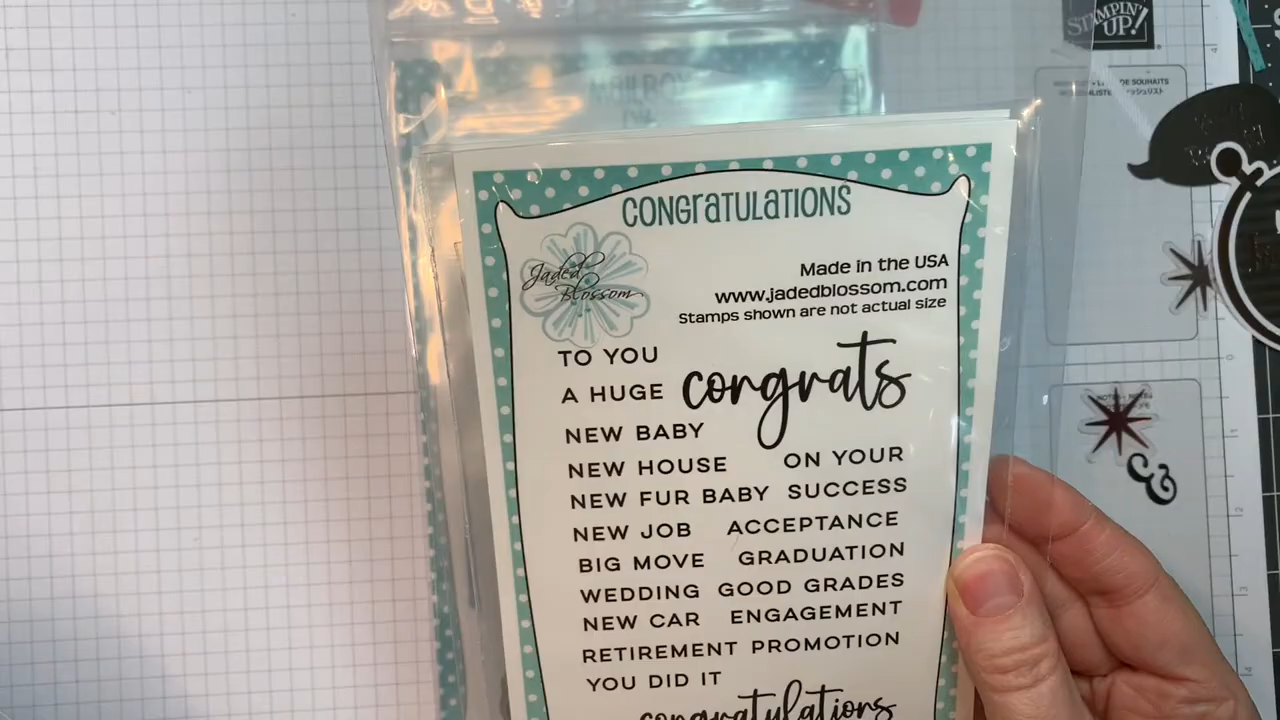 STAMPIN' UP!
CONGRATULATIONS
Jaded
Blossom
Made in the USA
www.jadedblossom.com
Stamps shown are not actual size
TO YOU
A HUGE congrats
NEW BABY
NEW HOUSE ON YOUR
NEW FUR BABY SUCCESS
NEW JOB ACCEPTANCE
BIG MOVE GRADUATION
WEDDING GOOD GRADES
NEW CAR ENGAGEMENT
RETIREMENT PROMOTION
YOU DID IT
congratulations
&